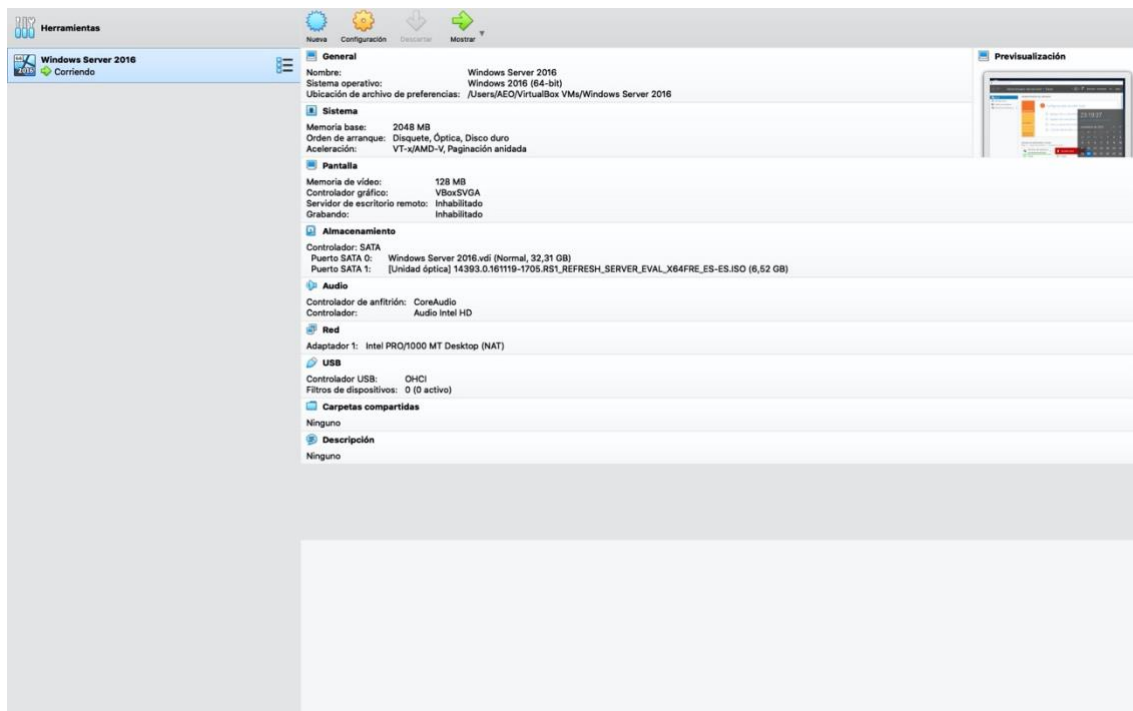 Herramientas
Nueva
Configuración
Descartar
Mostrar
Windows Server 2016
Corriendo
2016
General
Nombre: Windows Server 2016
Sistema operativo: Windows 2016 (64-bit)
Ubicación de archivo de preferencias: /Users/AEO/VirtualBox VMs/Windows Server 2016
Previsualización
23:19:07
Sistema
Memoria base: 2048 MB
Orden de arranque: Disquete, Óptica, Disco duro
Aceleración: VT-x/AMD-V, Paginación anidada
Pantalla
Memoria de vídeo: 128 MB
Controlador gráfico: VBoxSVGA
Servidor de escritorio remoto: Inhabilitado
Grabando: Inhabilitado
Almacenamiento
Controlador: SATA
Puerto SATA 0: Windows Server 2016.vdi (Normal, 32,31 GB)
Puerto SATA 1: [Unidad óptica] 14393.0.161119-1705.RS1_REFRESH_SERVER_EVAL_X64FRE_ES-ES.ISO (6,52 GB)
Audio
Controlador de anfitrión: CoreAudio
Controlador: Audio Intel HD
Red
Adaptador 1: Intel PRO/1000 MT Desktop (NAT)
USB
Controlador USB: OHCI
Filtros de dispositivos: 0 (0 activo)
Carpetas compartidas
Ninguno
Descripción
Ninguno